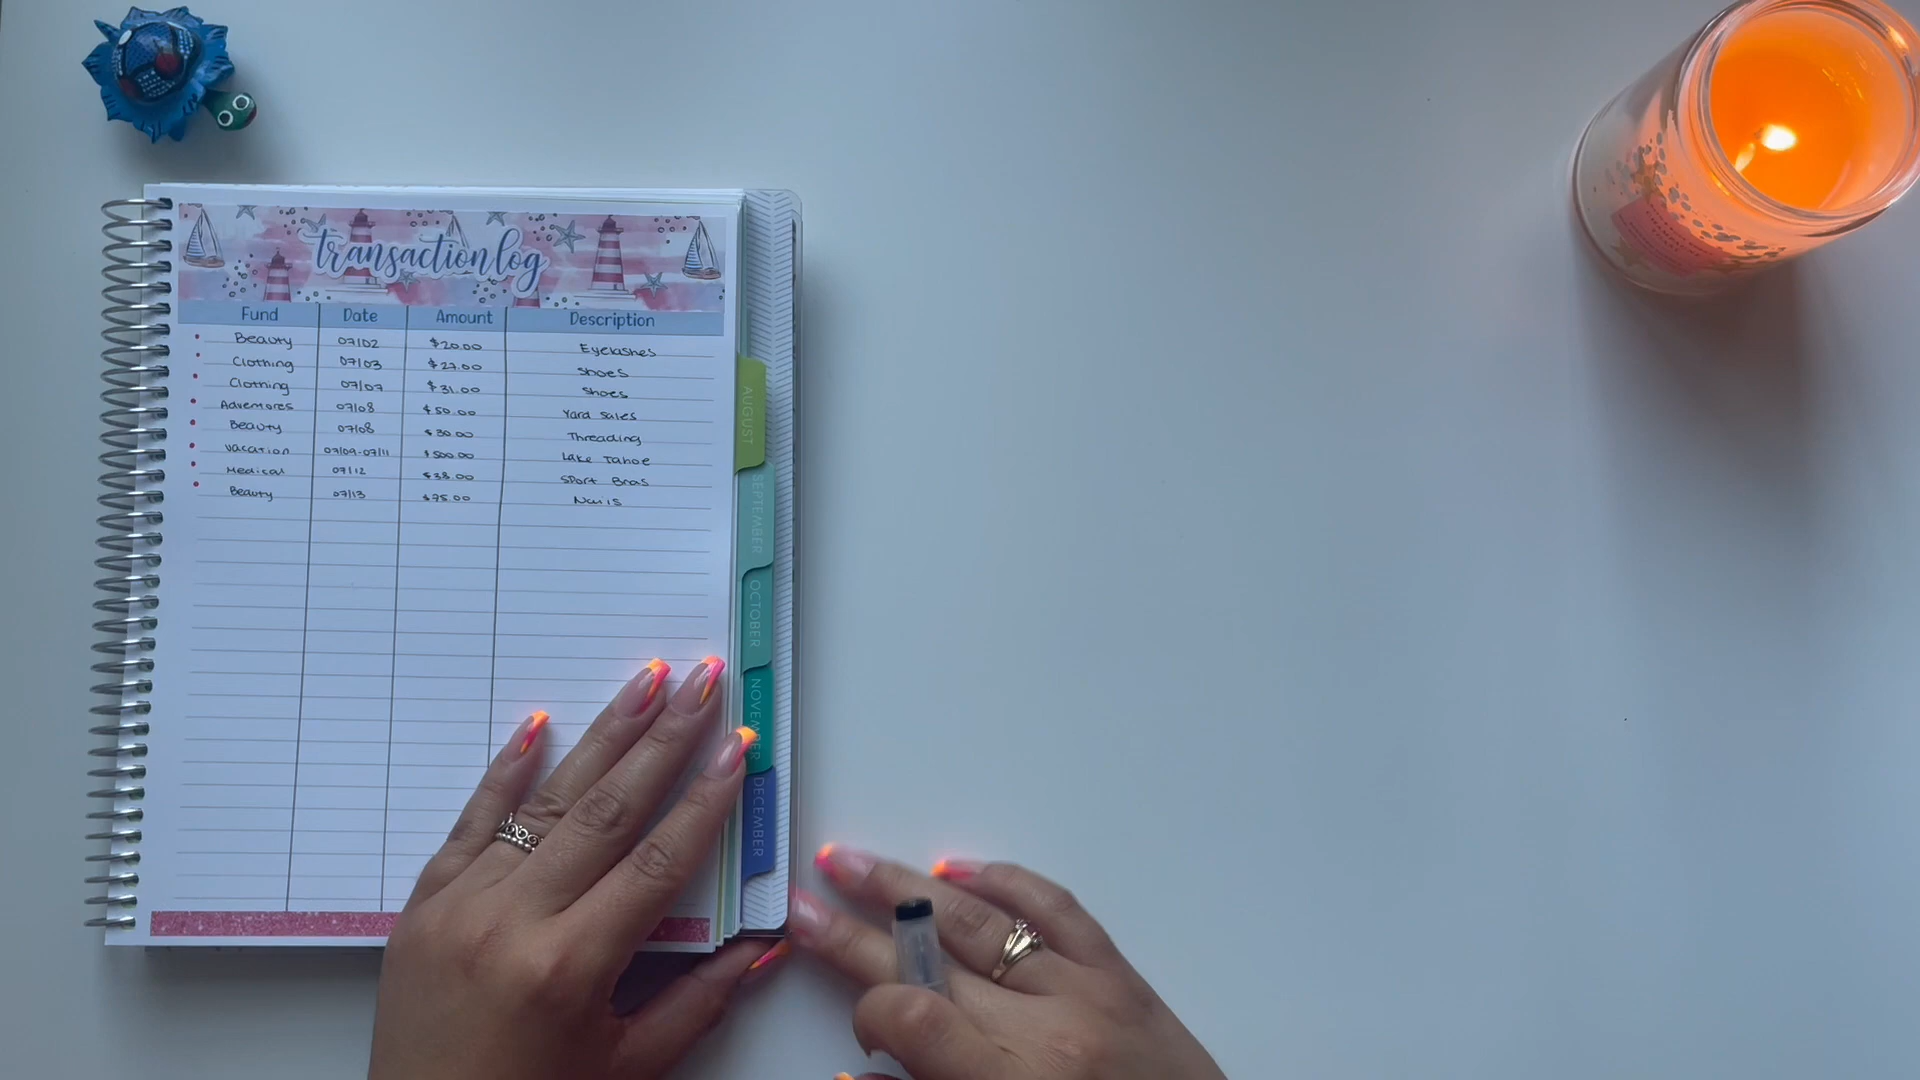 transaction log
Fund Date Amount Description
Beauty 07/02 $20.00 Eyelashes
Clothing 07/03 $27.00 Shoes
Clothing 07/07 $31.00 Shoes
Adventures 07/08 $50.00 Yard Sales
Beauty 07/08 $30.00 Threading
Vacation 07/09-07/11 $500.00 Lake Tahoe
Medical 07/12 $38.00 Sport Bras
Beauty 07/13 $75.00 Nails
AUGUST
SEPTEMBER
OCTOBER
NOVEMBER
DECEMBER